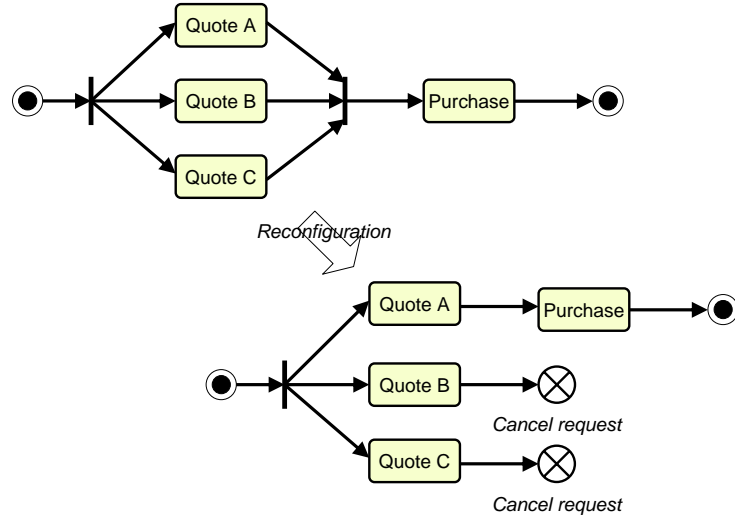 Quote A
Quote B
Purchase
Quote C
Reconfiguration
Quote A
Purchase
Quote B
Cancel request
Quote C
Cancel request